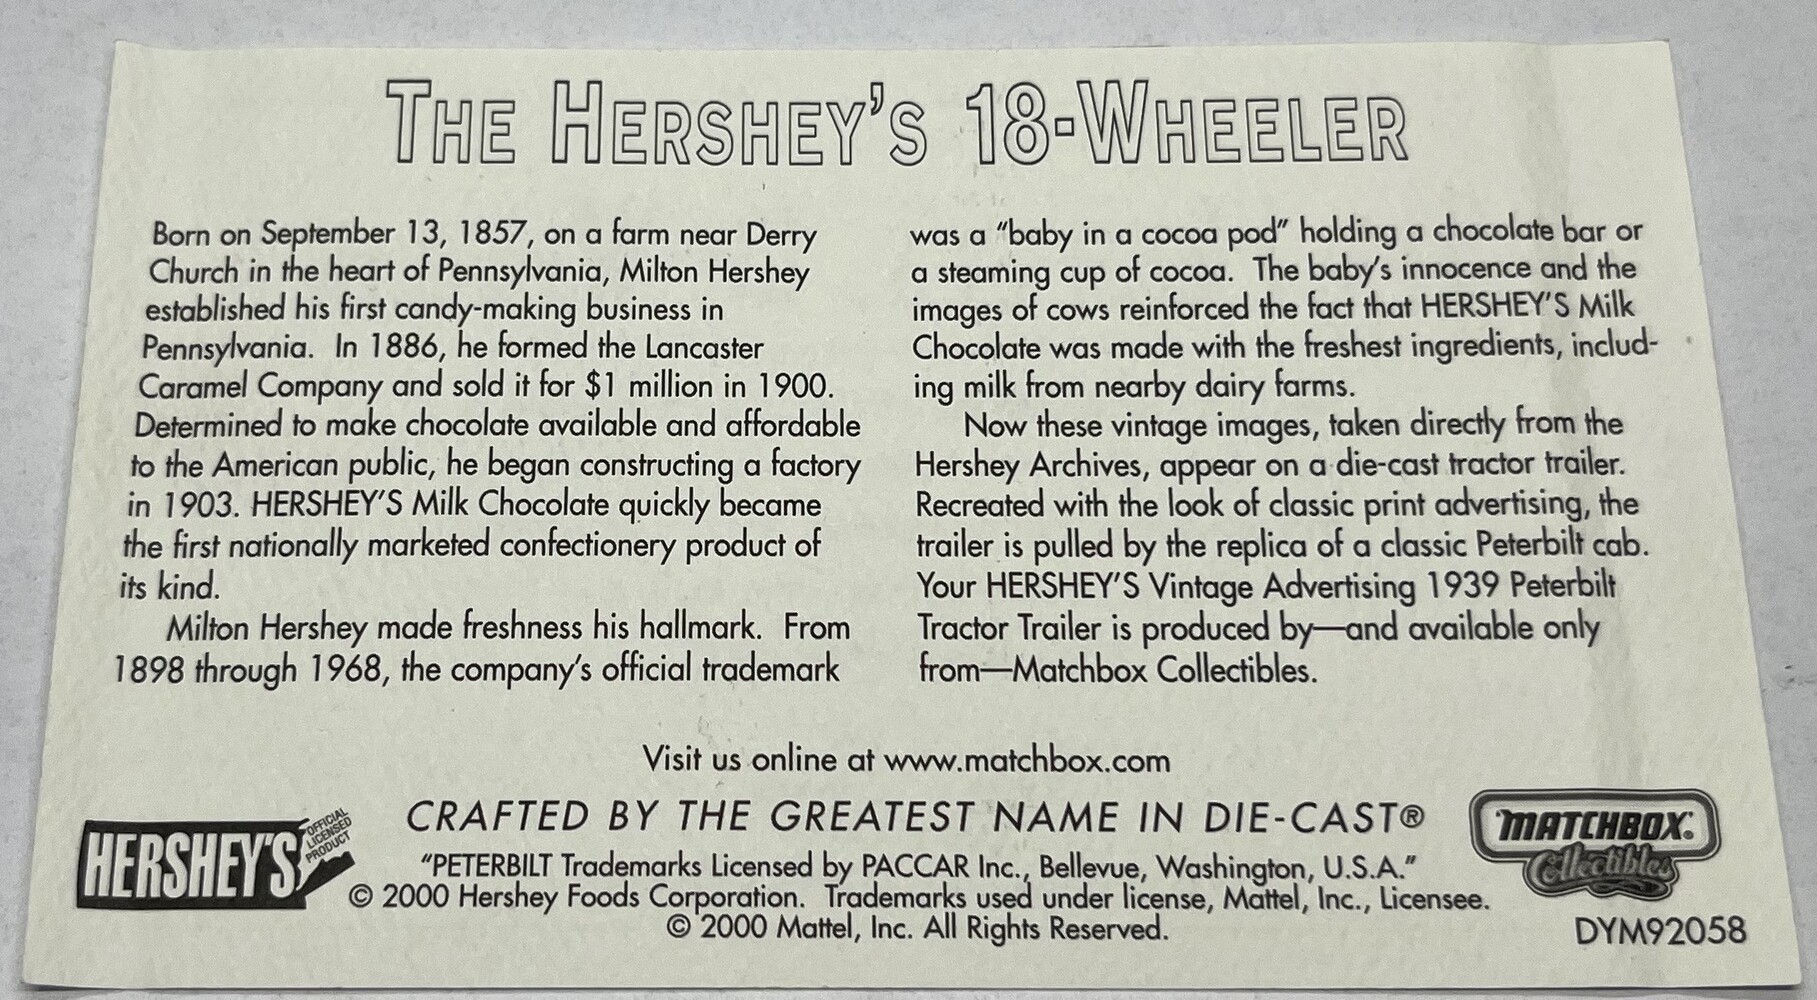 THE HERSHEY'S 18-WHEELER
Born on September 13, 1857, on a farm near Derry
Church in the heart of Pennsylvania, Milton Hershey
established his first candy-making business in
Pennsylvania. In 1886, he formed the Lancaster
Caramel Company and sold it for $1 million in 1900.
Determined to make chocolate available and affordable
to the American public, he began constructing a factory
in 1903. HERSHEY'S Milk Chocolate quickly became
the first nationally marketed confectionery product of
its kind.
Milton Hershey made freshness his hallmark. From
1898 through 1968, the company's official trademark
was a "baby in a cocoa pod" holding a chocolate bar or
a steaming cup of cocoa. The baby's innocence and the
images of cows reinforced the fact that HERSHEY'S Milk
Chocolate was made with the freshest ingredients, includ-
ing milk from nearby dairy farms.
Now these vintage images, taken directly from the
Hershey Archives, appear on a die-cast tractor trailer.
Recreated with the look of classic print advertising, the
trailer is pulled by the replica of a classic Peterbilt cab.
Your HERSHEY'S Vintage Advertising 1939 Peterbilt
Tractor Trailer is produced by—and available only
from—Matchbox Collectibles.
Visit us online at www.matchbox.com
CRAFTED BY THE GREATEST NAME IN DIE-CAST®
"PETERBILT Trademarks Licensed by PACCAR Inc., Bellevue, Washington, U.S.A."
© 2000 Hershey Foods Corporation. Trademarks used under license, Mattel, Inc., Licensee.
© 2000 Mattel, Inc. All Rights Reserved.
HERSHEY'S
OFFICIAL
LICENSED
PRODUCT
MATCHBOX®
Collectibles
DYM92058